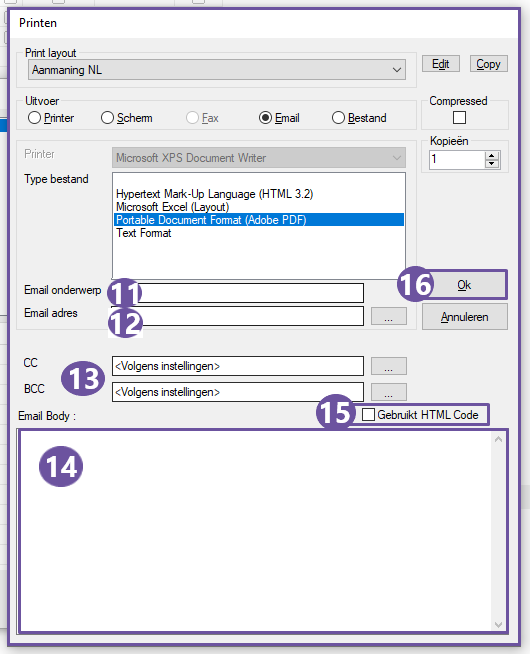 Printen
Print layout
Aanmaning NL
Edit
Copy
Uitvoer
Printer
Scherm
Fax
Email
Bestand
Compressed
Kopieën
1
Printer
Microsoft XPS Document Writer
Type bestand
Hypertext Mark-Up Language (HTML 3.2)
Microsoft Excel (Layout)
Portable Document Format (Adobe PDF)
Text Format
Email onderwerp
11
16
Ok
Email adres
12
...
Annuleren
CC
<Volgens instellingen>
...
13
BCC
<Volgens instellingen>
...
Email Body :
15
Gebruikt HTML Code
14